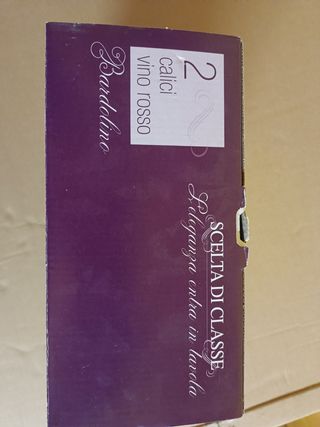 2
calici
vino rosso
Bardolino
SCELTA DI CLASSE
L'eleganza entra in tavola